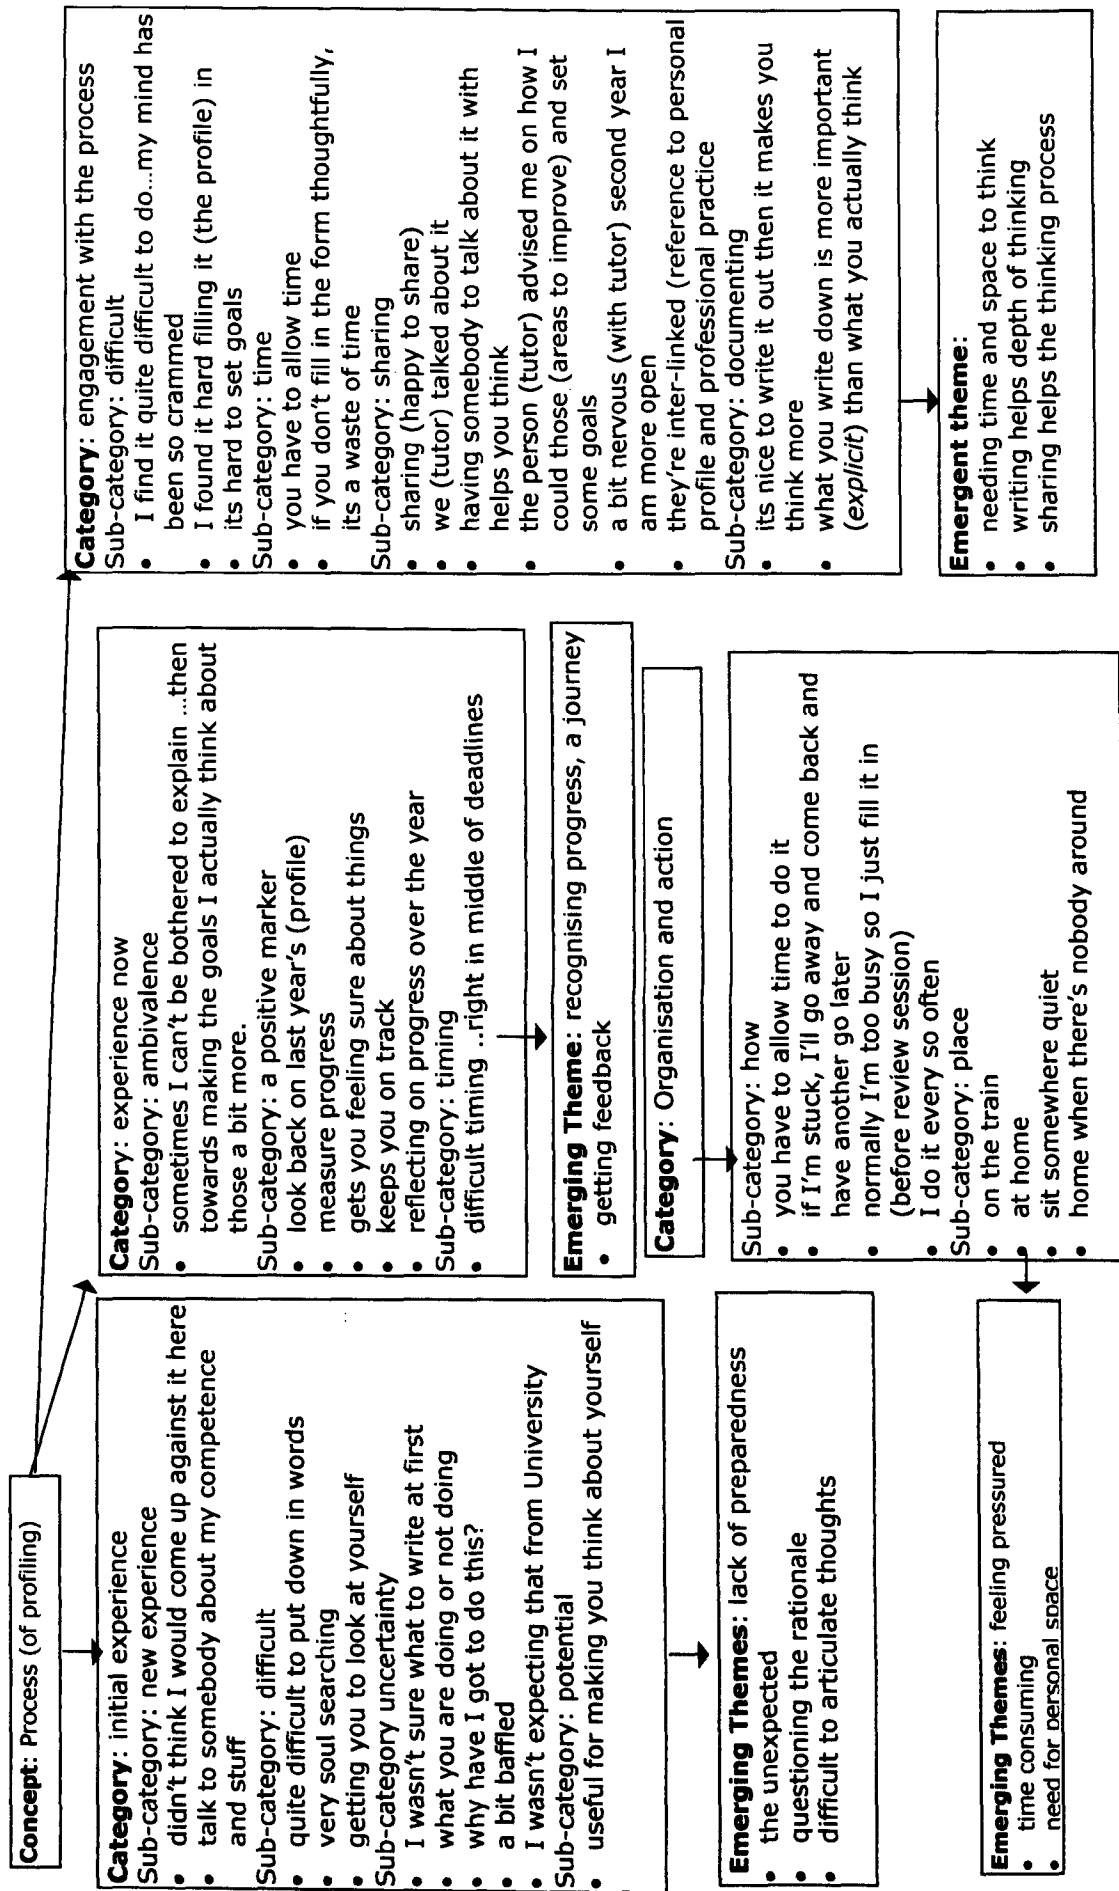 Concept: Process (of profiling)
Category: initial experience
Sub-category: new experience
• didn't think I would come up against it here
• talk to somebody about my competence
and stuff
Sub-category: difficult
• quite difficult to put down in words
• very soul searching
• getting you to look at yourself
Sub-category uncertainty
• I wasn't sure what to write at first
• what you are doing or not doing
• why have I got to do this?
• a bit baffled
• I wasn't expecting that from University
Sub-category: potential
• useful for making you think about yourself
Emerging Themes: lack of preparedness
• the unexpected
• questioning the rationale
• difficult to articulate thoughts
Category: experience now
Sub-category: ambivalence
• sometimes I can't be bothered to explain ...then
towards making the goals I actually think about
those a bit more.
Sub-category: a positive marker
• look back on last year's (profile)
• measure progress
• gets you feeling sure about things
• keeps you on track
• reflecting on progress over the year
Sub-category: timing
• difficult timing ..right in middle of deadlines
Emerging Theme: recognising progress, a journey
• getting feedback
Category: Organisation and action
Sub-category: how
• you have to allow time to do it
• if I'm stuck, I'll go away and come back and
have another go later
• normally I'm too busy so I just fill it in
(before review session)
• I do it every so often
Sub-category: place
• on the train
• at home
• sit somewhere quiet
• home when there's nobody around
Emerging Themes: feeling pressured
• time consuming
• need for personal space
Category: engagement with the process
Sub-category: difficult
• I find it quite difficult to do...my mind has
been so crammed
• I found it hard filling it (the profile) in
• its hard to set goals
Sub-category: time
• you have to allow time
• if you don't fill in the form thoughtfully,
its a waste of time
Sub-category: sharing
• sharing (happy to share)
• we (tutor) talked about it
• having somebody to talk about it with
helps you think
• the person (tutor) advised me on how I
could those (areas to improve) and set
some goals
• a bit nervous (with tutor) second year I
am more open
• they're inter-linked (reference to personal
profile and professional practice
Sub-category: documenting
• its nice to write it out then it makes you
think more
• what you write down is more important
(explicit) than what you actually think
Emergent theme:
• needing time and space to think
• writing helps depth of thinking
• sharing helps the thinking process